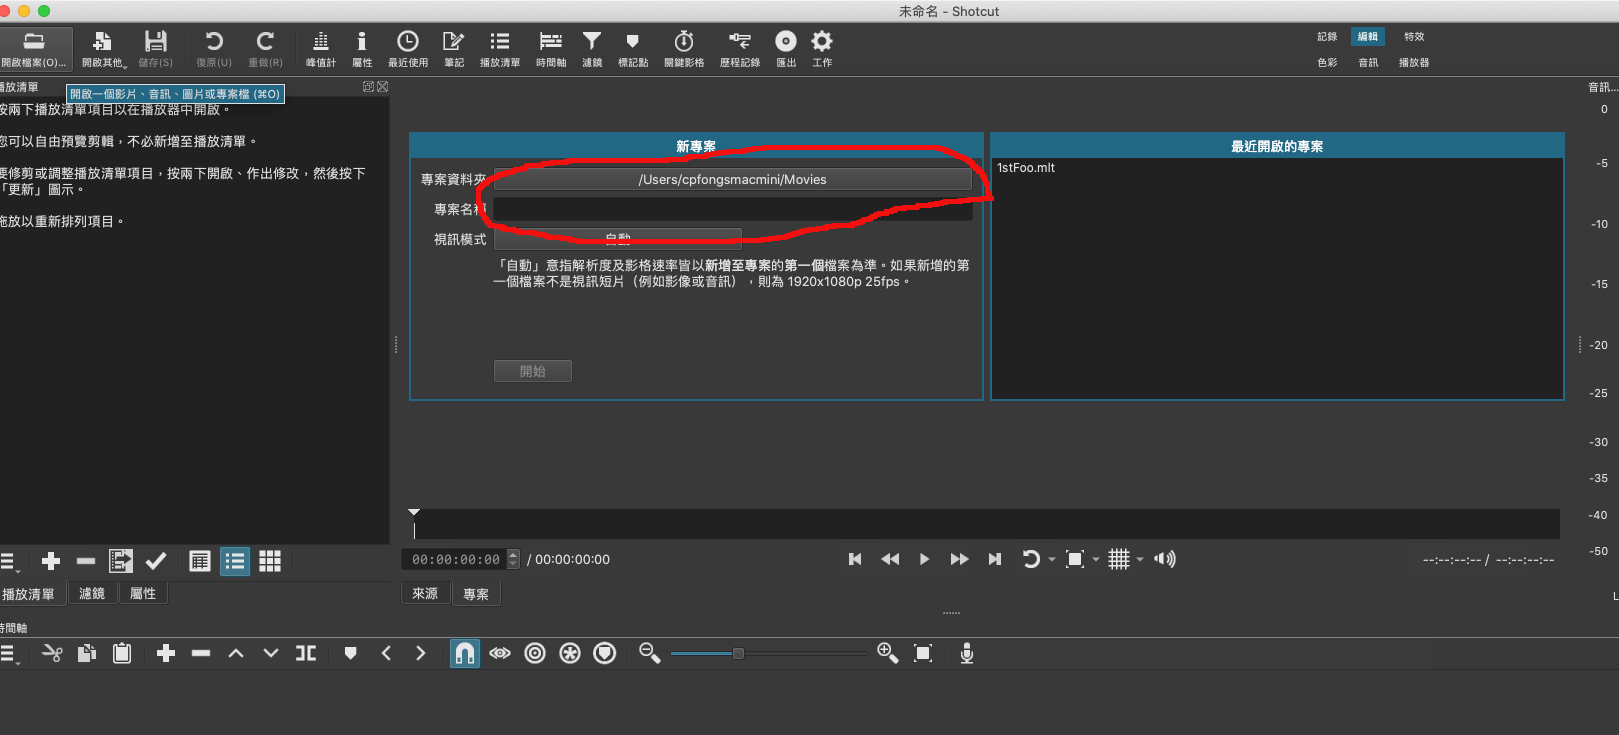 未命名 - Shotcut
開啟檔案(O)... 開啟其他... 儲存(S) 復原(U) 重做(R) 峰值計 屬性 最近使用 筆記 播放清單 時間軸 濾鏡 標記點 關鍵影格 歷程記錄 匯出 工作
記錄 編輯 特效
色彩 音訊 播放器
播放清單
開啟一個影片、音訊、圖片或專案檔 (⌘O)
按兩下播放清單項目以在播放器中開啟。
您可以自由預覽剪輯，不必新增至播放清單。
要修剪或調整播放清單項目，按兩下開啟、作出修改，然後按下
「更新」圖示。
拖放以重新排列項目。
新專案
專案資料夾 /Users/cpfongsmacmini/Movies
專案名稱
視訊模式 自動
「自動」意指解析度及影格速率皆以新增至專案的第一個檔案為準。如果新增的第
一個檔案不是視訊短片（例如影像或音訊），則為 1920x1080p 25fps。
開始
最近開啟的專案
1stFoo.mlt
音訊...
0
-5
-10
-15
-20
-25
-30
-35
-40
-50
L
00:00:00:00 / 00:00:00:00
--:--:--:-- / --:--:--:--
播放清單 濾鏡 屬性
來源 專案
時間軸